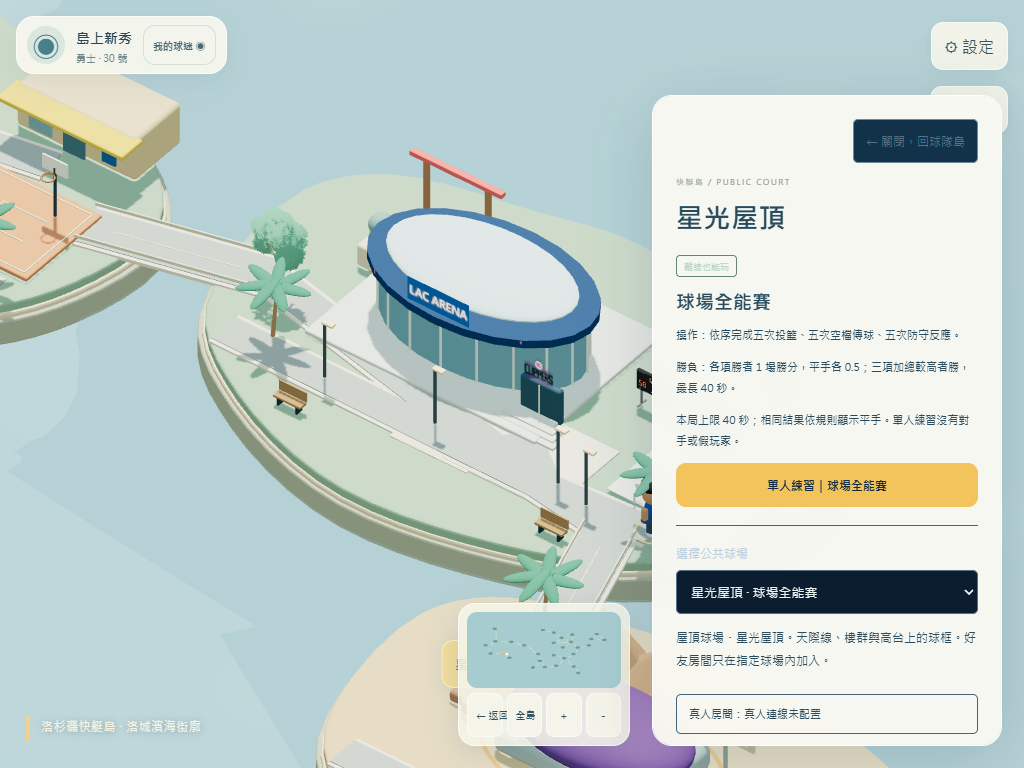 島上新秀
勇士 · 30 號
我的球迷 ◉
⚙ 設定
← 關閉，回球隊島
快艇島 / PUBLIC COURT
星光屋頂
離線也能玩
球場全能賽
操作：依序完成五次投籃、五次空檔傳球、五次防守反應。
勝負：各項勝者 1 場勝分，平手各 0.5；三項加總較高者勝，
最長 40 秒。
本局上限 40 秒；相同結果依規則顯示平手。單人練習沒有對
手或假玩家。
單人練習｜球場全能賽
選擇公共球場
星光屋頂 · 球場全能賽
屋頂球場 · 星光屋頂。天際線、樓群與高台上的球框。好
友房間只在指定球場內加入。
真人房間：真人連線未配置
LAC ARENA
CLIPPERS
56
← 返回
全島
+
-
洛杉磯快艇島 · 洛城濱海街廓